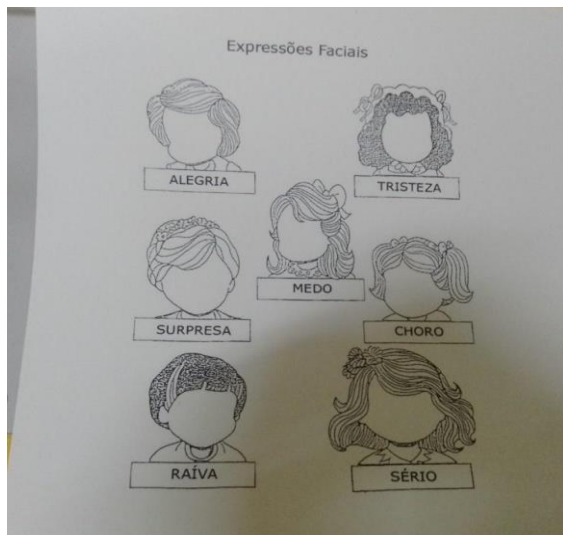 Expressões Faciais
ALEGRIA
TRISTEZA
MEDO
SURPRESA
CHORO
RAÍVA
SÉRIO